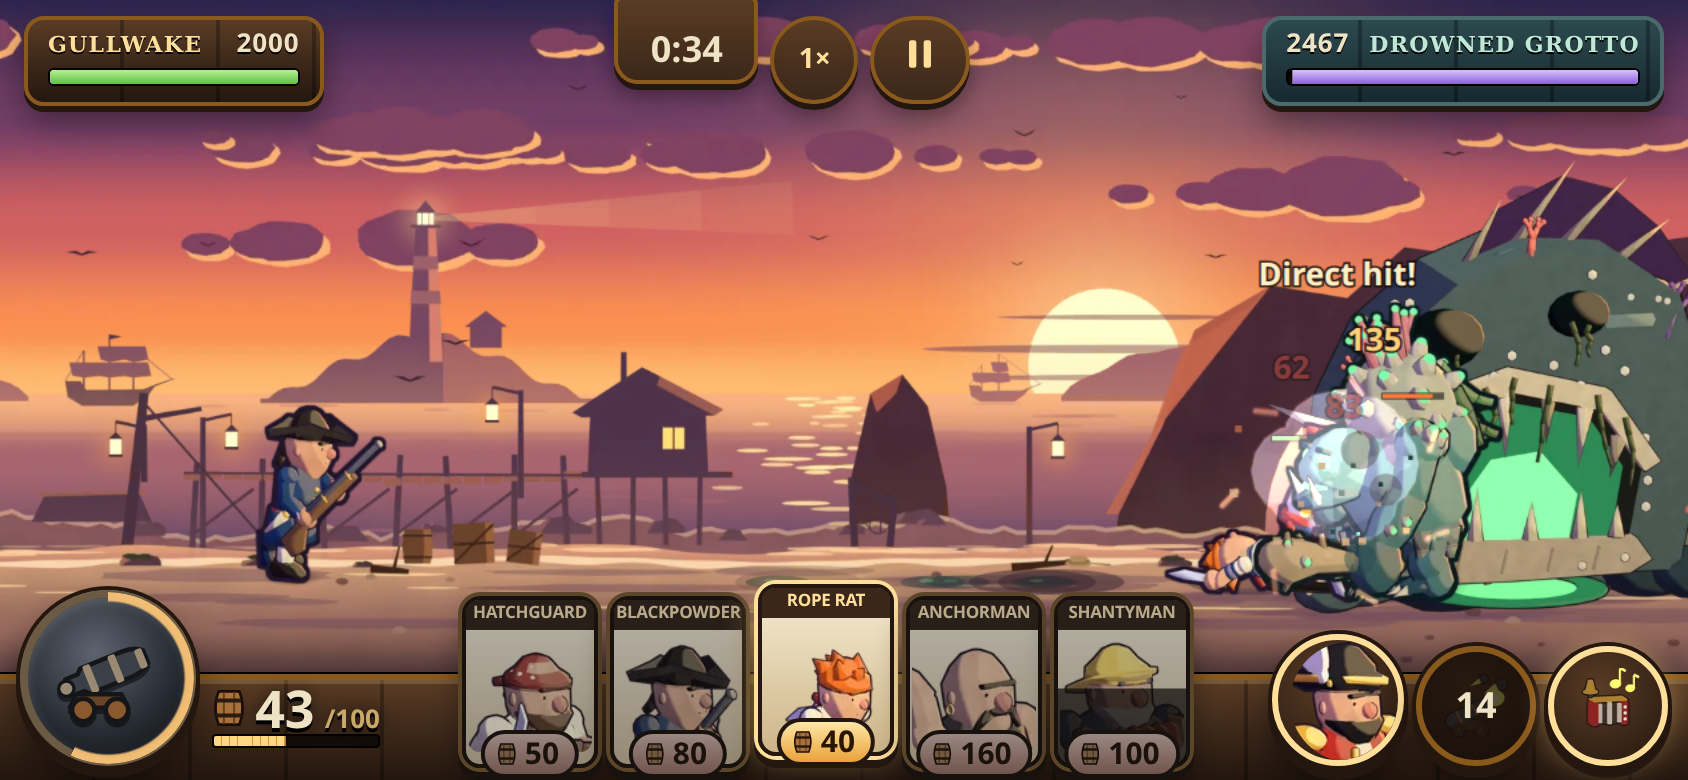 GULLWAKE 2000
0:34
1×
2467 DROWNED GROTTO
Direct hit!
135
62
83
HATCHGUARD
BLACKPOWDER
ROPE RAT
ANCHORMAN
SHANTYMAN
43 /100
50
80
40
160
100
14